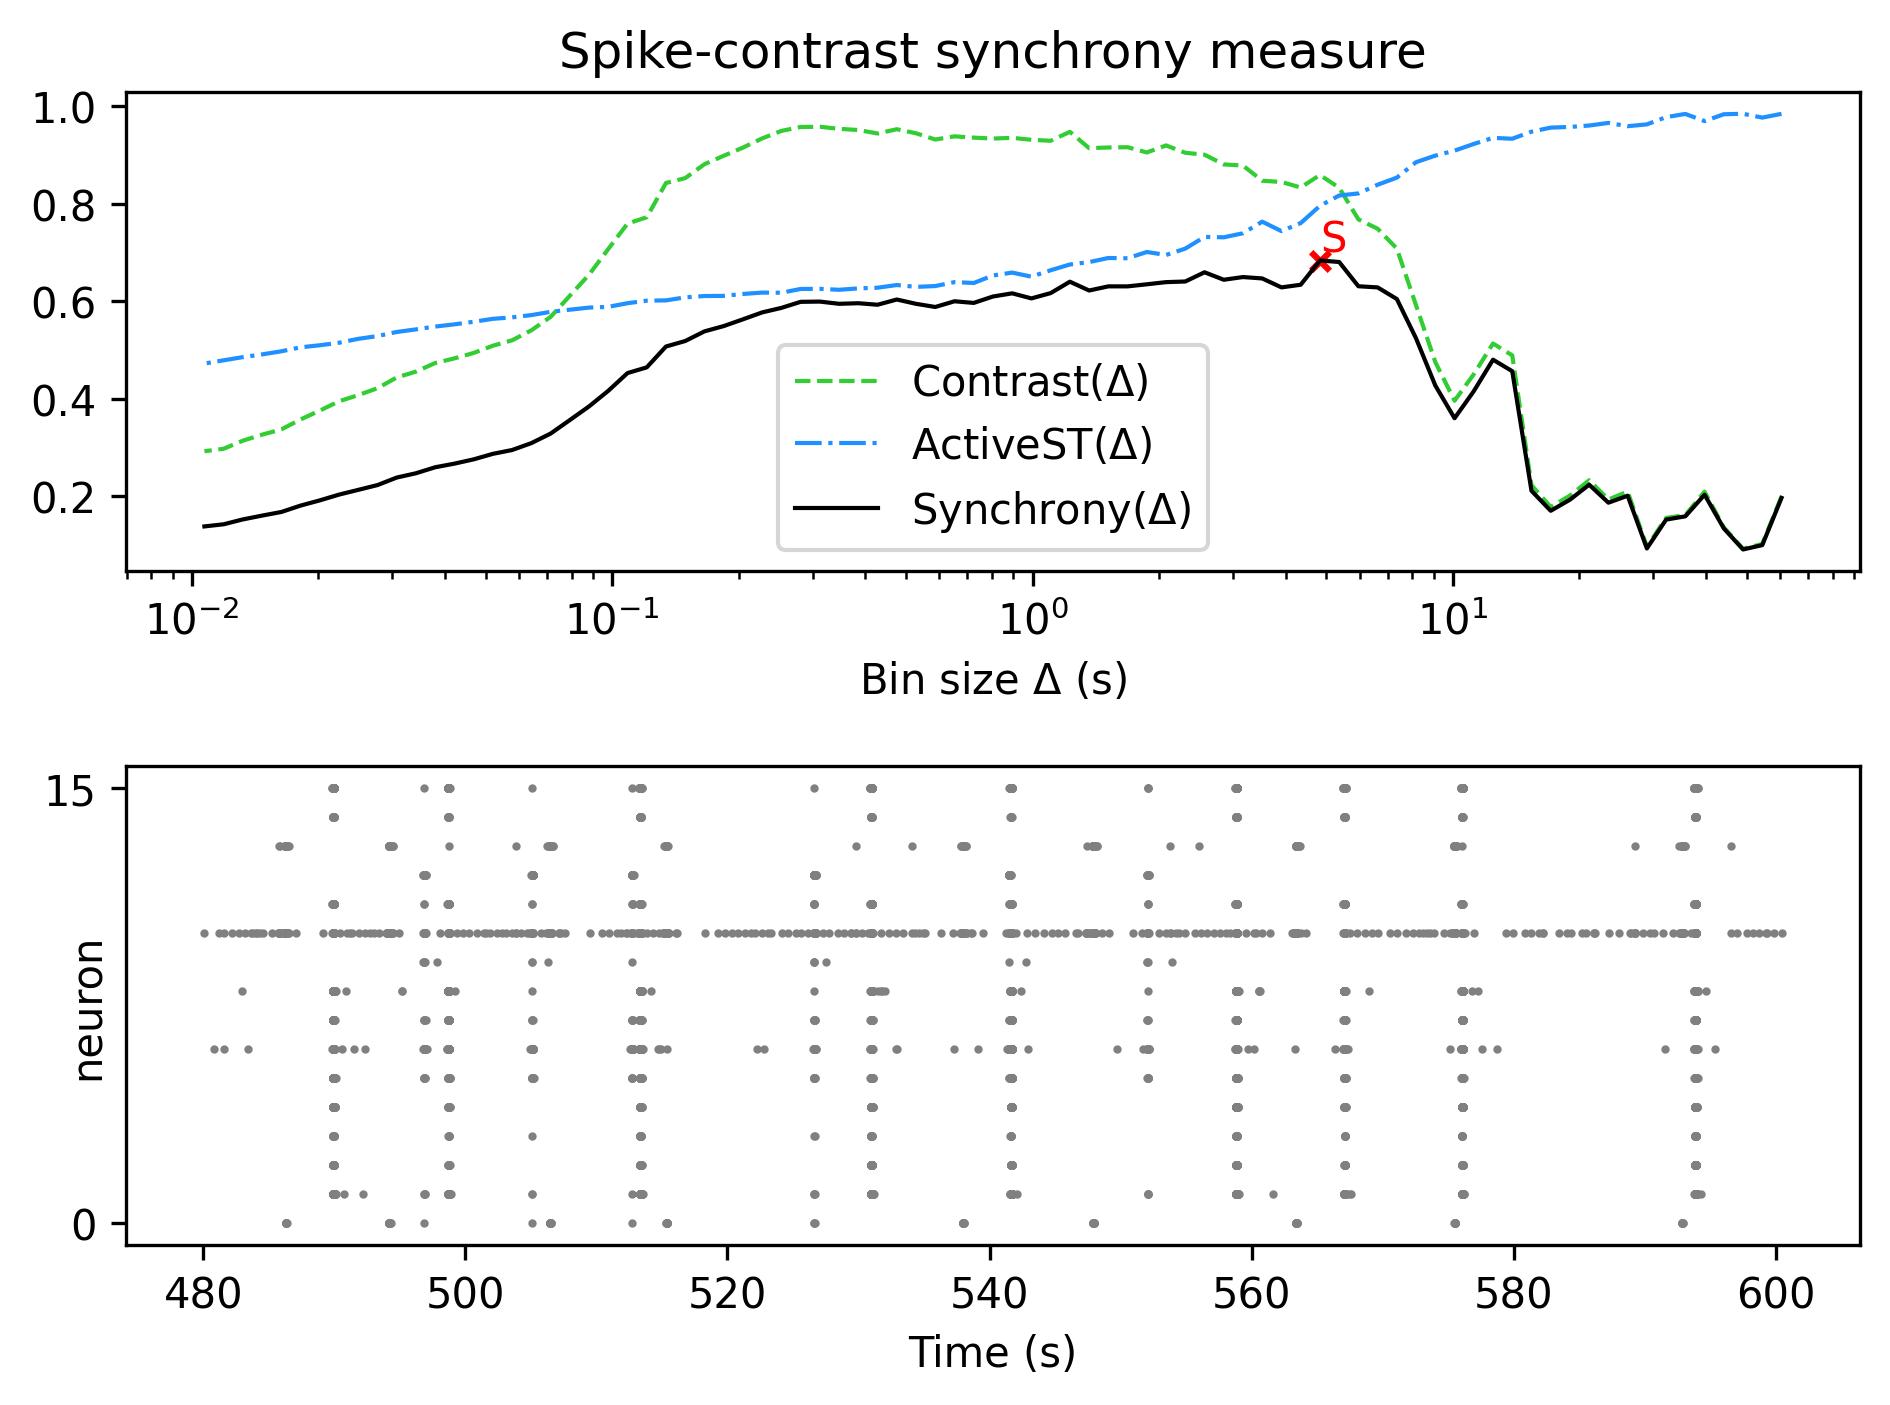 Spike-contrast synchrony measure
1.0
0.8
0.6
0.4
0.2
S
Contrast(Δ)
ActiveST(Δ)
Synchrony(Δ)
10⁻² 10⁻¹ 10⁰ 10¹
Bin size Δ (s)
15
neuron
0
480 500 520 540 560 580 600
Time (s)